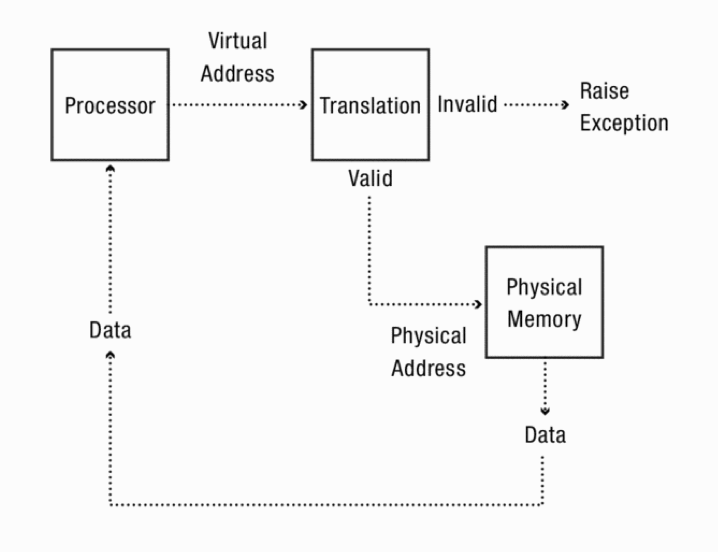 Virtual
Address
Processor
Translation
Invalid
Raise
Exception
Valid
Physical
Memory
Data
Physical
Address
Data